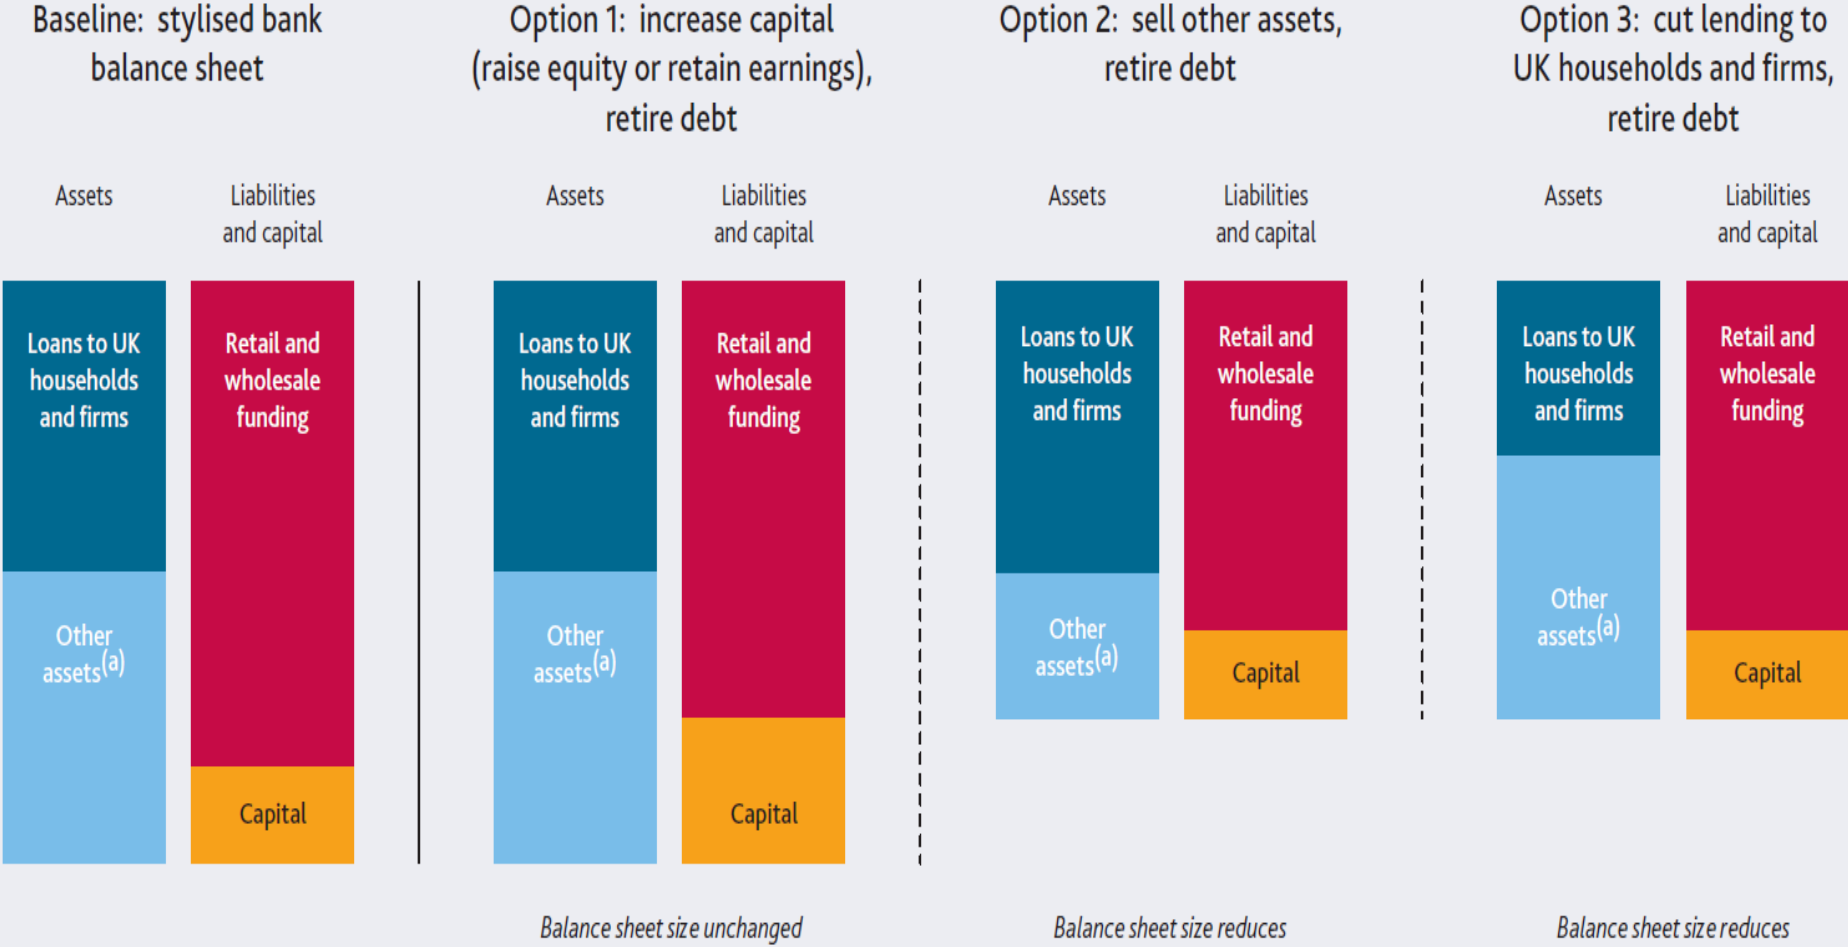 Baseline: stylised bank
balance sheet
Option 1: increase capital
(raise equity or retain earnings),
retire debt
Option 2: sell other assets,
retire debt
Option 3: cut lending to
UK households and firms,
retire debt
Assets
Liabilities
and capital
Assets
Liabilities
and capital
Assets
Liabilities
and capital
Assets
Liabilities
and capital
Loans to UK
households
and firms
Retail and
wholesale
funding
Other
assets(a)
Capital
Loans to UK
households
and firms
Retail and
wholesale
funding
Other
assets(a)
Capital
Loans to UK
households
and firms
Retail and
wholesale
funding
Other
assets(a)
Capital
Loans to UK
households
and firms
Retail and
wholesale
funding
Other
assets(a)
Capital
Balance sheet size unchanged
Balance sheet size reduces
Balance sheet size reduces